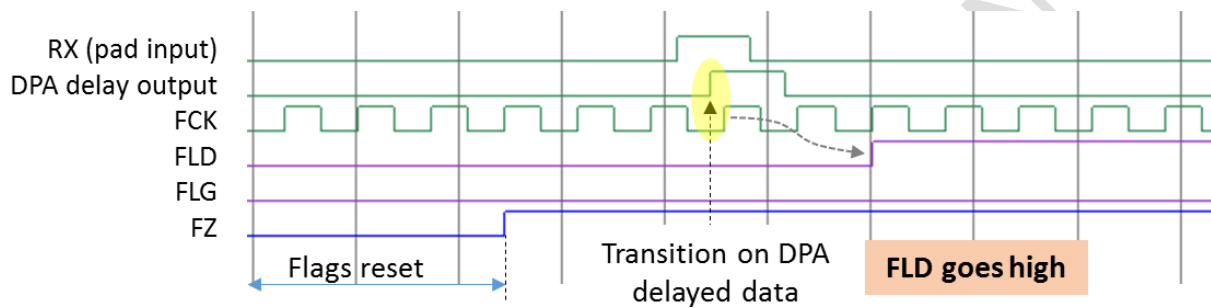 RX (pad input)
DPA delay output
FCK
FLD
FLG
FZ
Flags reset
Transition on DPA
delayed data
FLD goes high